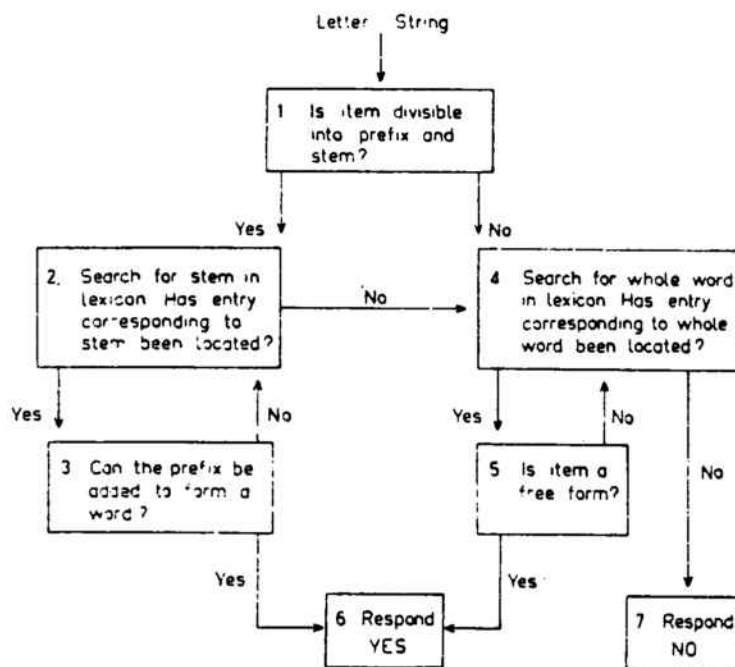 Letter String
1 Is item divisible
into prefix and
stem?
Yes
No
2. Search for stem in
lexicon Has entry
corresponding to
stem been located?
No
4 Search for whole word
in lexicon Has entry
corresponding to whole
word been located?
Yes
No
Yes
No
No
3 Can the prefix be
added to form a
word?
5 Is item a
free form?
Yes
Yes
6 Respond
YES
7 Respond
NO